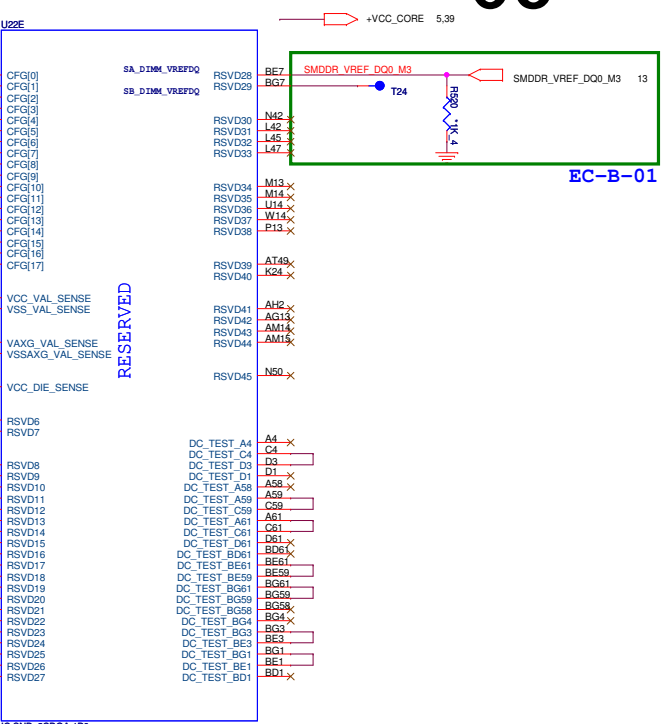 +VCC_CORE 5,39
U22E
CFG[0]
CFG[1]
CFG[2]
CFG[3]
CFG[4]
CFG[5]
CFG[6]
CFG[7]
CFG[8]
CFG[9]
CFG[10]
CFG[11]
CFG[12]
CFG[13]
CFG[14]
CFG[15]
CFG[16]
CFG[17]
VCC_VAL_SENSE
VSS_VAL_SENSE
VAXG_VAL_SENSE
VSSAXG_VAL_SENSE
VCC_DIE_SENSE
RSVD6
RSVD7
RSVD8
RSVD9
RSVD10
RSVD11
RSVD12
RSVD13
RSVD14
RSVD15
RSVD16
RSVD17
RSVD18
RSVD19
RSVD20
RSVD21
RSVD22
RSVD23
RSVD24
RSVD25
RSVD26
RSVD27
RESERVED
SA_DIMM_VREFDQ RSVD28 BE7 SMDDR_VREF_DQ0_M3 SMDDR_VREF_DQ0_M3 13
SB_DIMM_VREFDQ RSVD29 BG7 T24
R520 *1K_4
RSVD30 N42
RSVD31 L42
RSVD32 L45
RSVD33 L47
EC-B-01
RSVD34 M13
RSVD35 M14
RSVD36 U14
RSVD37 W14
RSVD38 P13
RSVD39 AT49
RSVD40 K24
RSVD41 AH2
RSVD42 AG13
RSVD43 AM14
RSVD44 AM15
RSVD45 N50
DC_TEST_A4 A4
DC_TEST_C4 C4
DC_TEST_D3 D3
DC_TEST_D1 D1
DC_TEST_A58 A58
DC_TEST_A59 A59
DC_TEST_C59 C59
DC_TEST_A61 A61
DC_TEST_C61 C61
DC_TEST_D61 D61
DC_TEST_BD61 BD61
DC_TEST_BE61 BE61
DC_TEST_BE59 BE59
DC_TEST_BG61 BG61
DC_TEST_BG59 BG59
DC_TEST_BG58 BG58
DC_TEST_BG4 BG4
DC_TEST_BG3 BG3
DC_TEST_BE3 BE3
DC_TEST_BG1 BG1
DC_TEST_BE1 BE1
DC_TEST_BD1 BD1